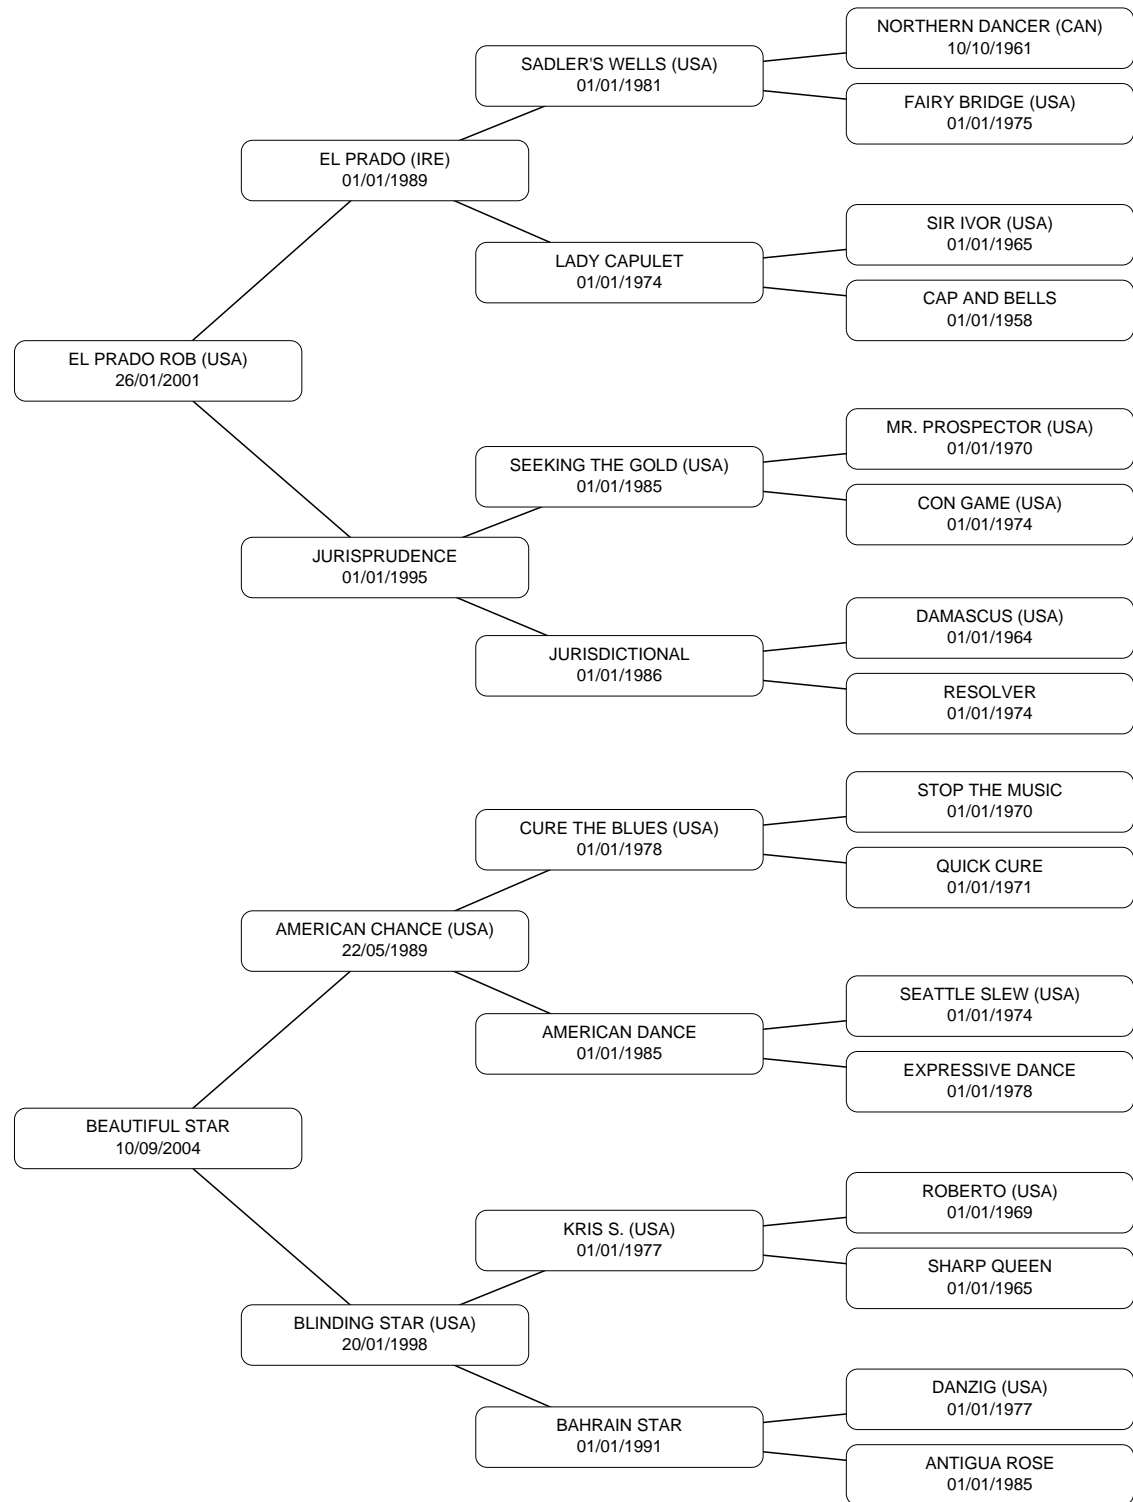 NORTHERN DANCER (CAN)
10/10/1961
SADLER'S WELLS (USA)
01/01/1981
FAIRY BRIDGE (USA)
01/01/1975
EL PRADO (IRE)
01/01/1989
SIR IVOR (USA)
01/01/1965
LADY CAPULET
01/01/1974
CAP AND BELLS
01/01/1958
EL PRADO ROB (USA)
26/01/2001
MR. PROSPECTOR (USA)
01/01/1970
SEEKING THE GOLD (USA)
01/01/1985
CON GAME (USA)
01/01/1974
JURISPRUDENCE
01/01/1995
DAMASCUS (USA)
01/01/1964
JURISDICTIONAL
01/01/1986
RESOLVER
01/01/1974
STOP THE MUSIC
01/01/1970
CURE THE BLUES (USA)
01/01/1978
QUICK CURE
01/01/1971
AMERICAN CHANCE (USA)
22/05/1989
SEATTLE SLEW (USA)
01/01/1974
AMERICAN DANCE
01/01/1985
EXPRESSIVE DANCE
01/01/1978
BEAUTIFUL STAR
10/09/2004
ROBERTO (USA)
01/01/1969
KRIS S. (USA)
01/01/1977
SHARP QUEEN
01/01/1965
BLINDING STAR (USA)
20/01/1998
DANZIG (USA)
01/01/1977
BAHRAIN STAR
01/01/1991
ANTIGUA ROSE
01/01/1985